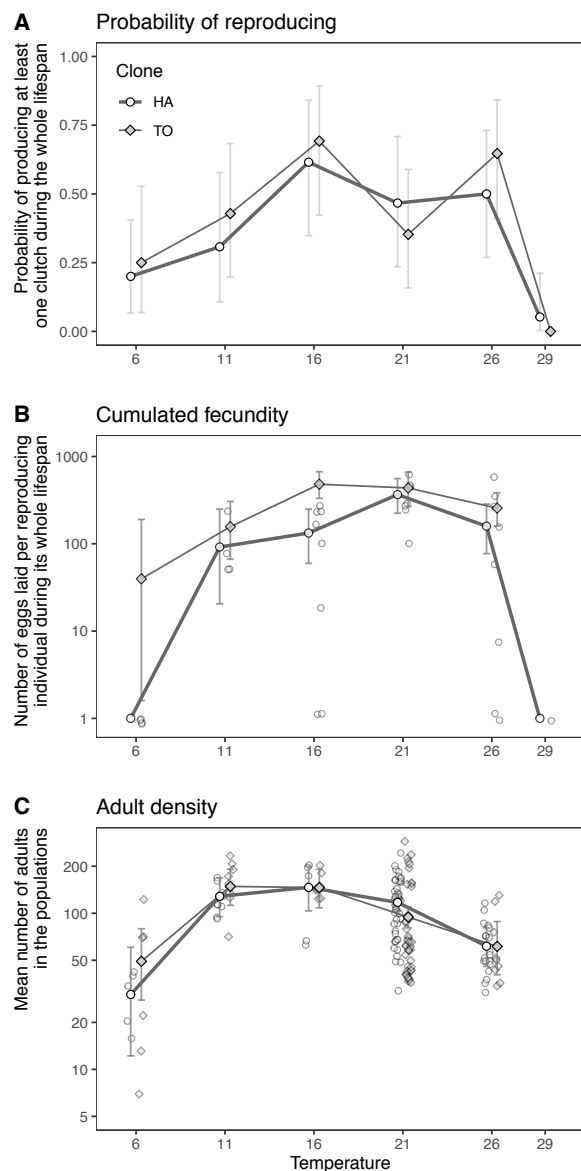 A Probability of reproducing
Probability of producing at least
one clutch during the whole lifespan
1.00
0.75
0.50
0.25
0.00
Clone
HA
TO
6 11 16 21 26 29
B Cumulated fecundity
Number of eggs laid per reproducing
individual during its whole lifespan
1000
100
10
1
6 11 16 21 26 29
C Adult density
Mean number of adults
in the populations
200
100
50
20
10
5
6 11 16 21 26 29
Temperature